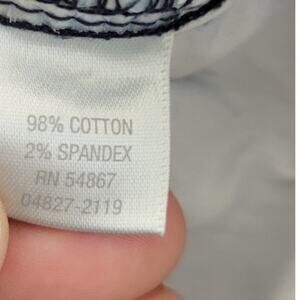 98% COTTON
2% SPANDEX
RN 54867
04827-2119